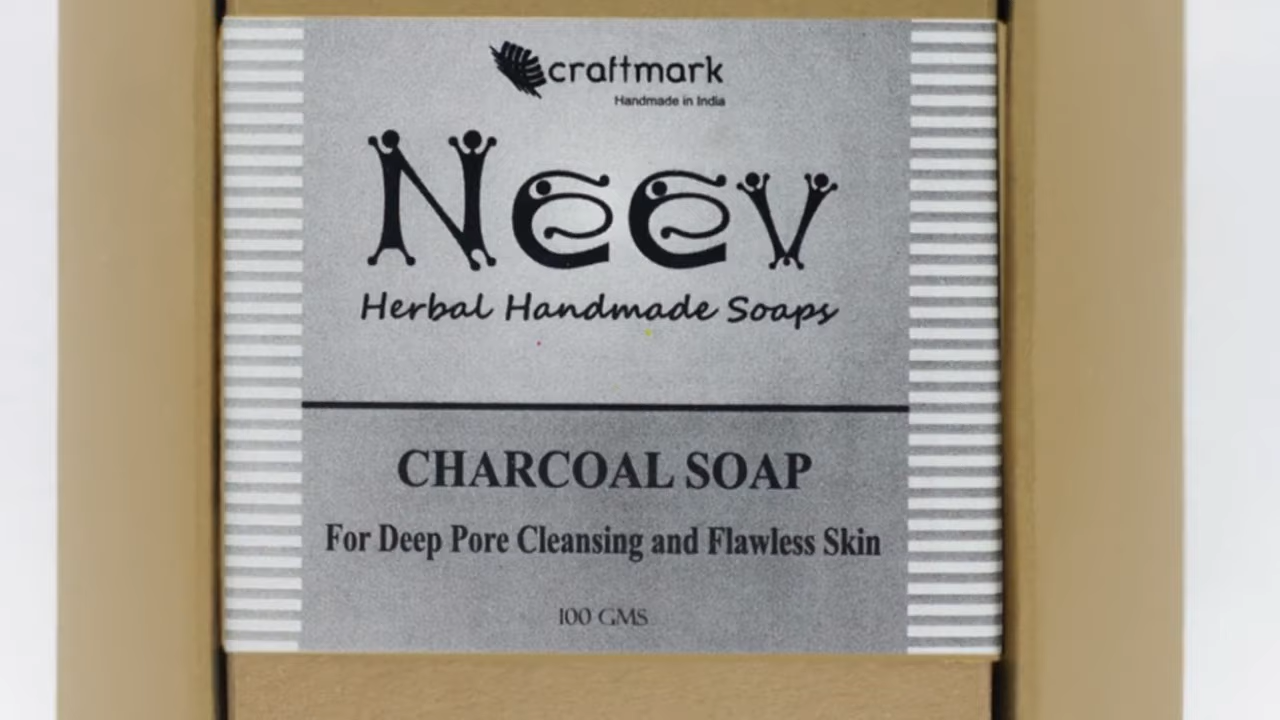 craftmark
Handmade in India
Neev
Herbal Handmade Soaps
CHARCOAL SOAP
For Deep Pore Cleansing and Flawless Skin
100 GMS